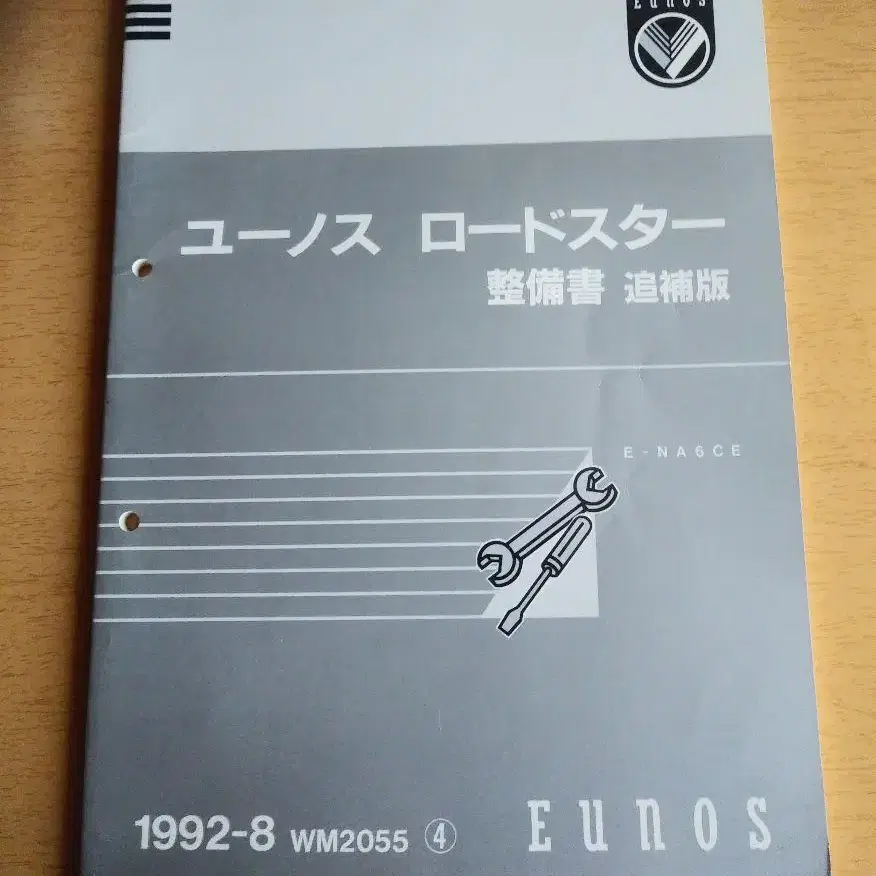 EUNOS
ユーノス ロードスター
整備書 追補版
E-NA6CE
1992-8 WM2055 ④ EUNOS